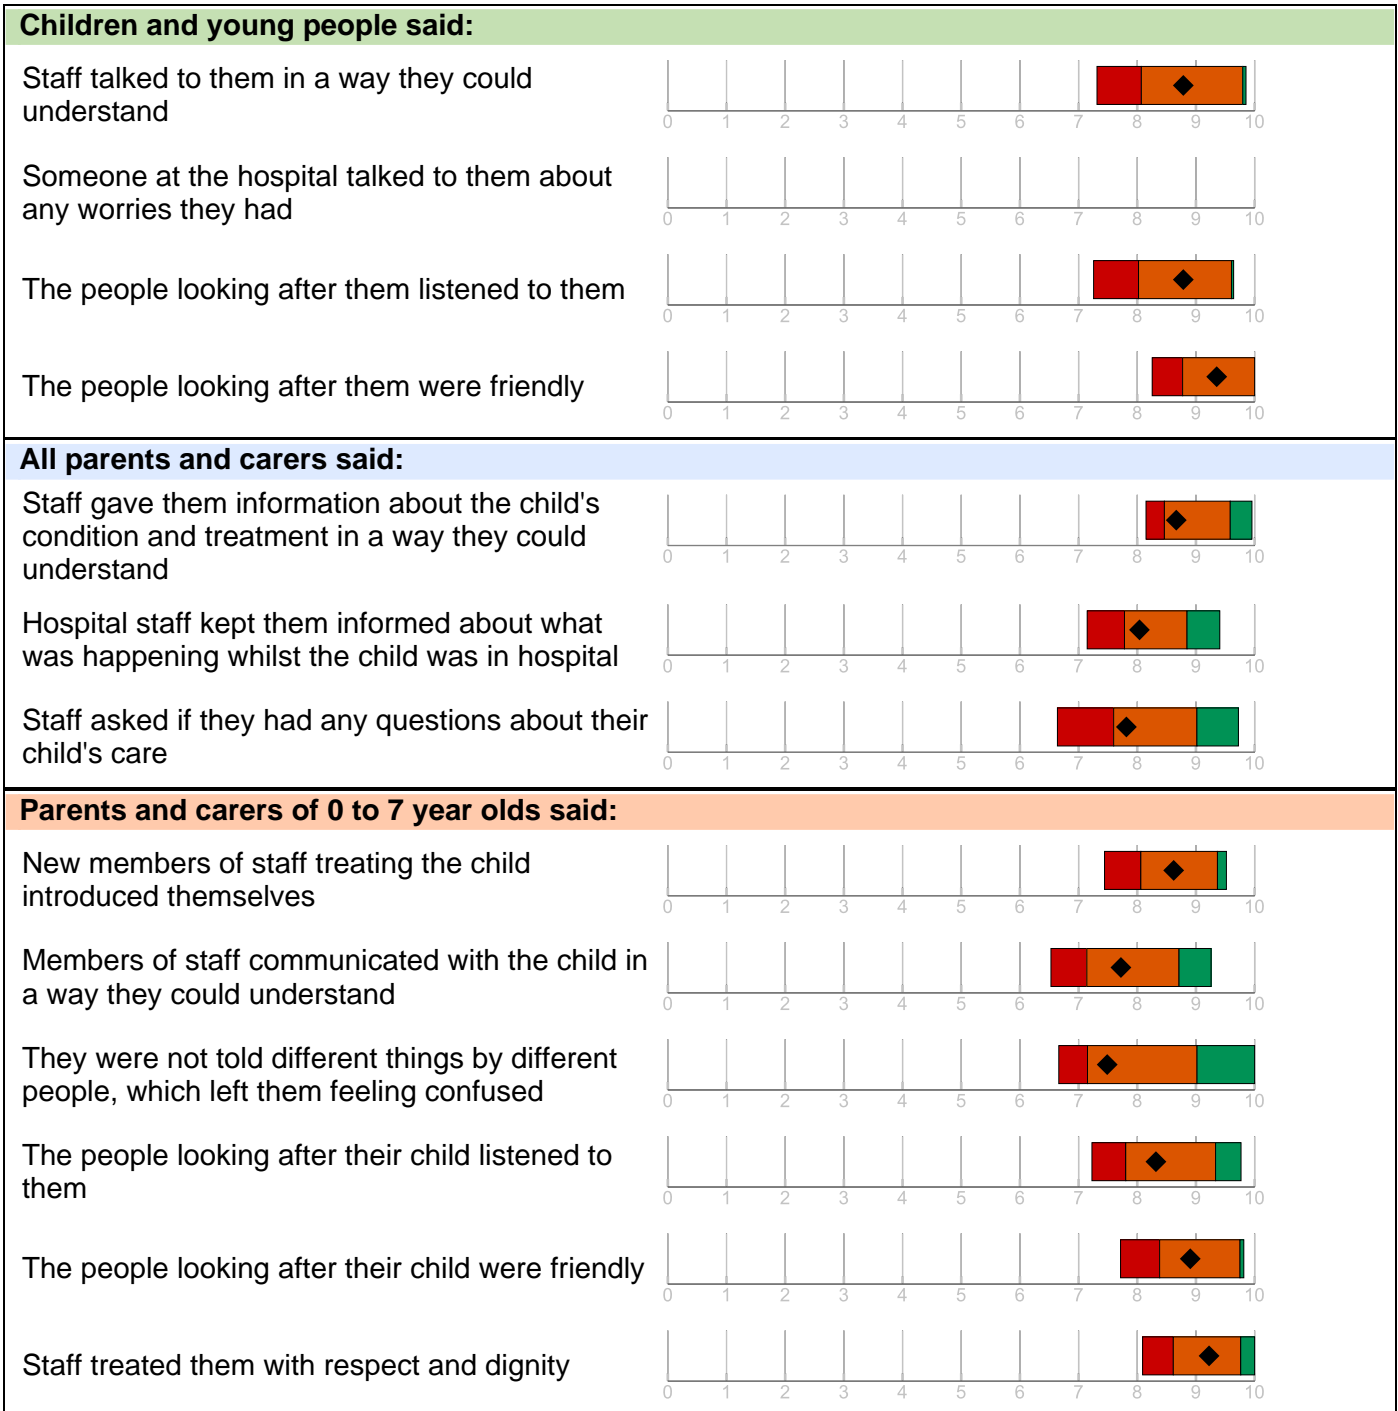 Children and young people said:
Staff talked to them in a way they could
understand
0 1 2 3 4 5 6 7 8 9 10
Someone at the hospital talked to them about
any worries they had
0 1 2 3 4 5 6 7 8 9 10
The people looking after them listened to them
0 1 2 3 4 5 6 7 8 9 10
The people looking after them were friendly
0 1 2 3 4 5 6 7 8 9 10
All parents and carers said:
Staff gave them information about the child's
condition and treatment in a way they could
understand
0 1 2 3 4 5 6 7 8 9 10
Hospital staff kept them informed about what
was happening whilst the child was in hospital
0 1 2 3 4 5 6 7 8 9 10
Staff asked if they had any questions about their
child's care
0 1 2 3 4 5 6 7 8 9 10
Parents and carers of 0 to 7 year olds said:
New members of staff treating the child
introduced themselves
0 1 2 3 4 5 6 7 8 9 10
Members of staff communicated with the child in
a way they could understand
0 1 2 3 4 5 6 7 8 9 10
They were not told different things by different
people, which left them feeling confused
0 1 2 3 4 5 6 7 8 9 10
The people looking after their child listened to
them
0 1 2 3 4 5 6 7 8 9 10
The people looking after their child were friendly
0 1 2 3 4 5 6 7 8 9 10
Staff treated them with respect and dignity
0 1 2 3 4 5 6 7 8 9 10